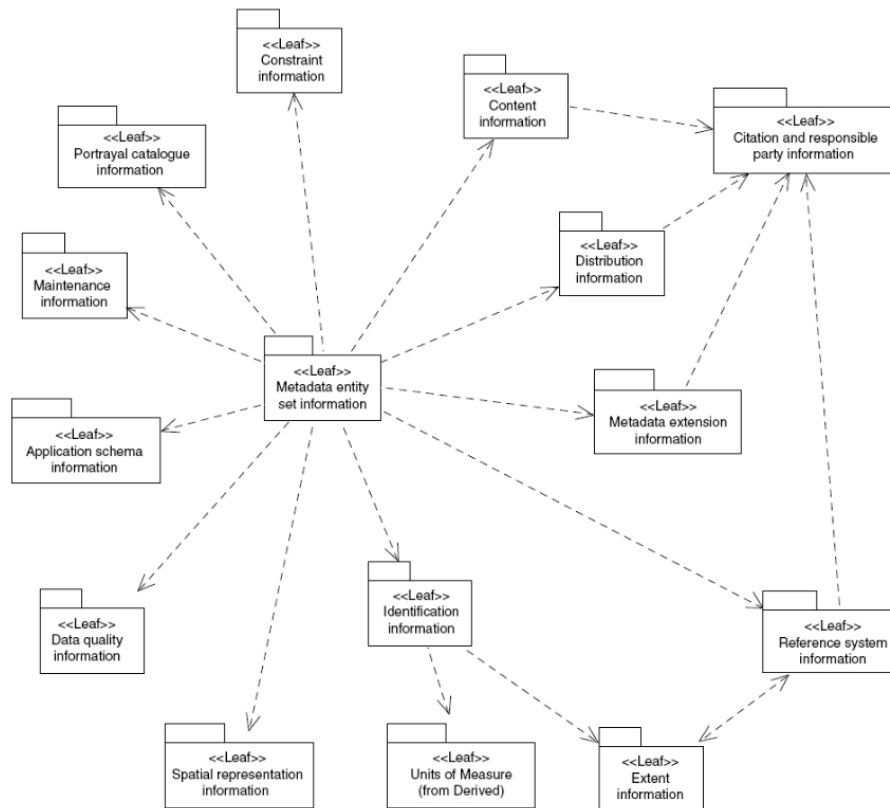 <<Leaf>>
Constraint
information
<<Leaf>>
Content
information
<<Leaf>>
Citation and responsible
party information
<<Leaf>>
Portrayal catalogue
information
<<Leaf>>
Distribution
information
<<Leaf>>
Maintenance
information
<<Leaf>>
Metadata entity
set information
<<Leaf>>
Metadata extension
information
<<Leaf>>
Application schema
information
<<Leaf>>
Data quality
information
<<Leaf>>
Identification
information
<<Leaf>>
Reference system
information
<<Leaf>>
Spatial representation
information
<<Leaf>>
Units of Measure
(from Derived)
<<Leaf>>
Extent
information